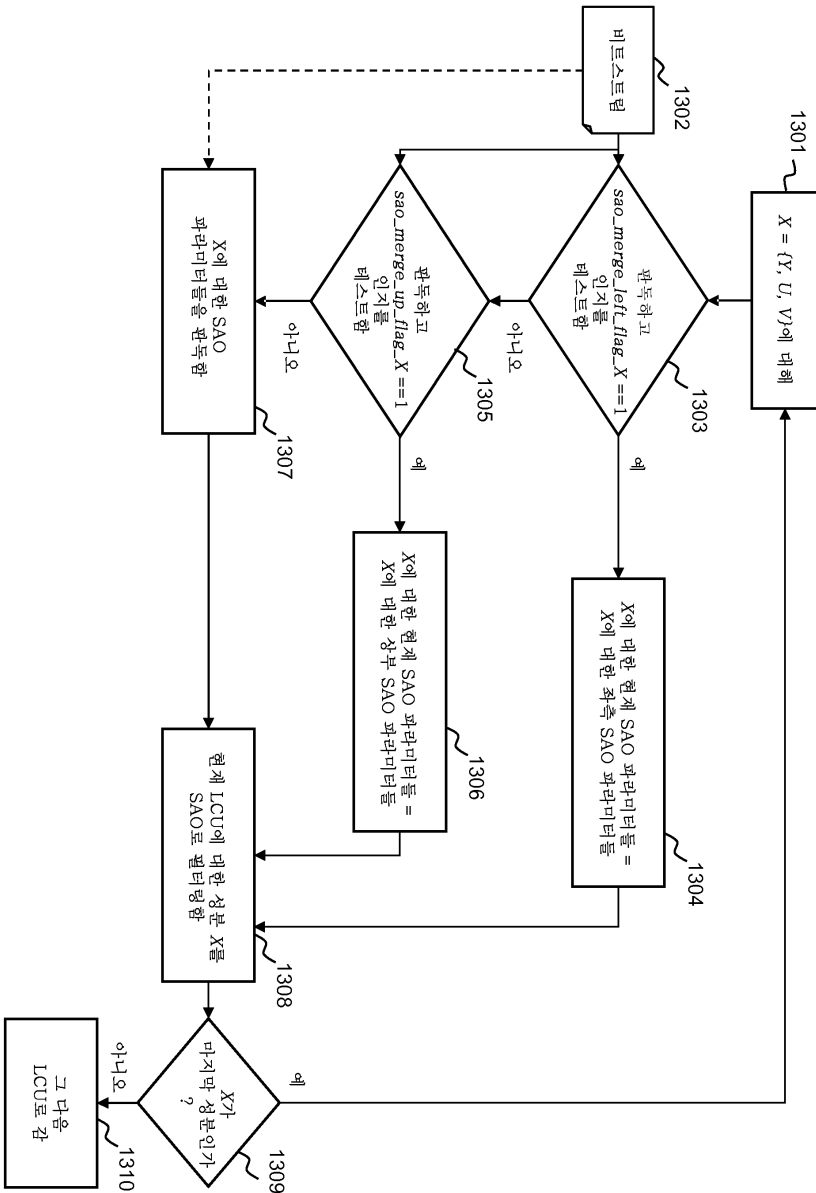 1301
X = {Y, U, V}에 대해
1302
비트스트림
1303
판독하고
sao_merge_left_flag_X ==1
인지를
테스트함
예
아니오
1304
X에 대한 현재 SAO 파라미터들 =
X에 대한 좌측 SAO 파라미터들
1305
판독하고
sao_merge_up_flag_X ==1
인지를
테스트함
예
아니오
1306
X에 대한 현재 SAO 파라미터들 =
X에 대한 상부 SAO 파라미터들
1307
X에 대한 SAO
파라미터들을 판독함
1308
현재 LCU에 대한 성분 X를
SAO로 필터링함
1309
X가
마지막 성분인가
?
예
아니오
1310
그 다음
LCU로 감